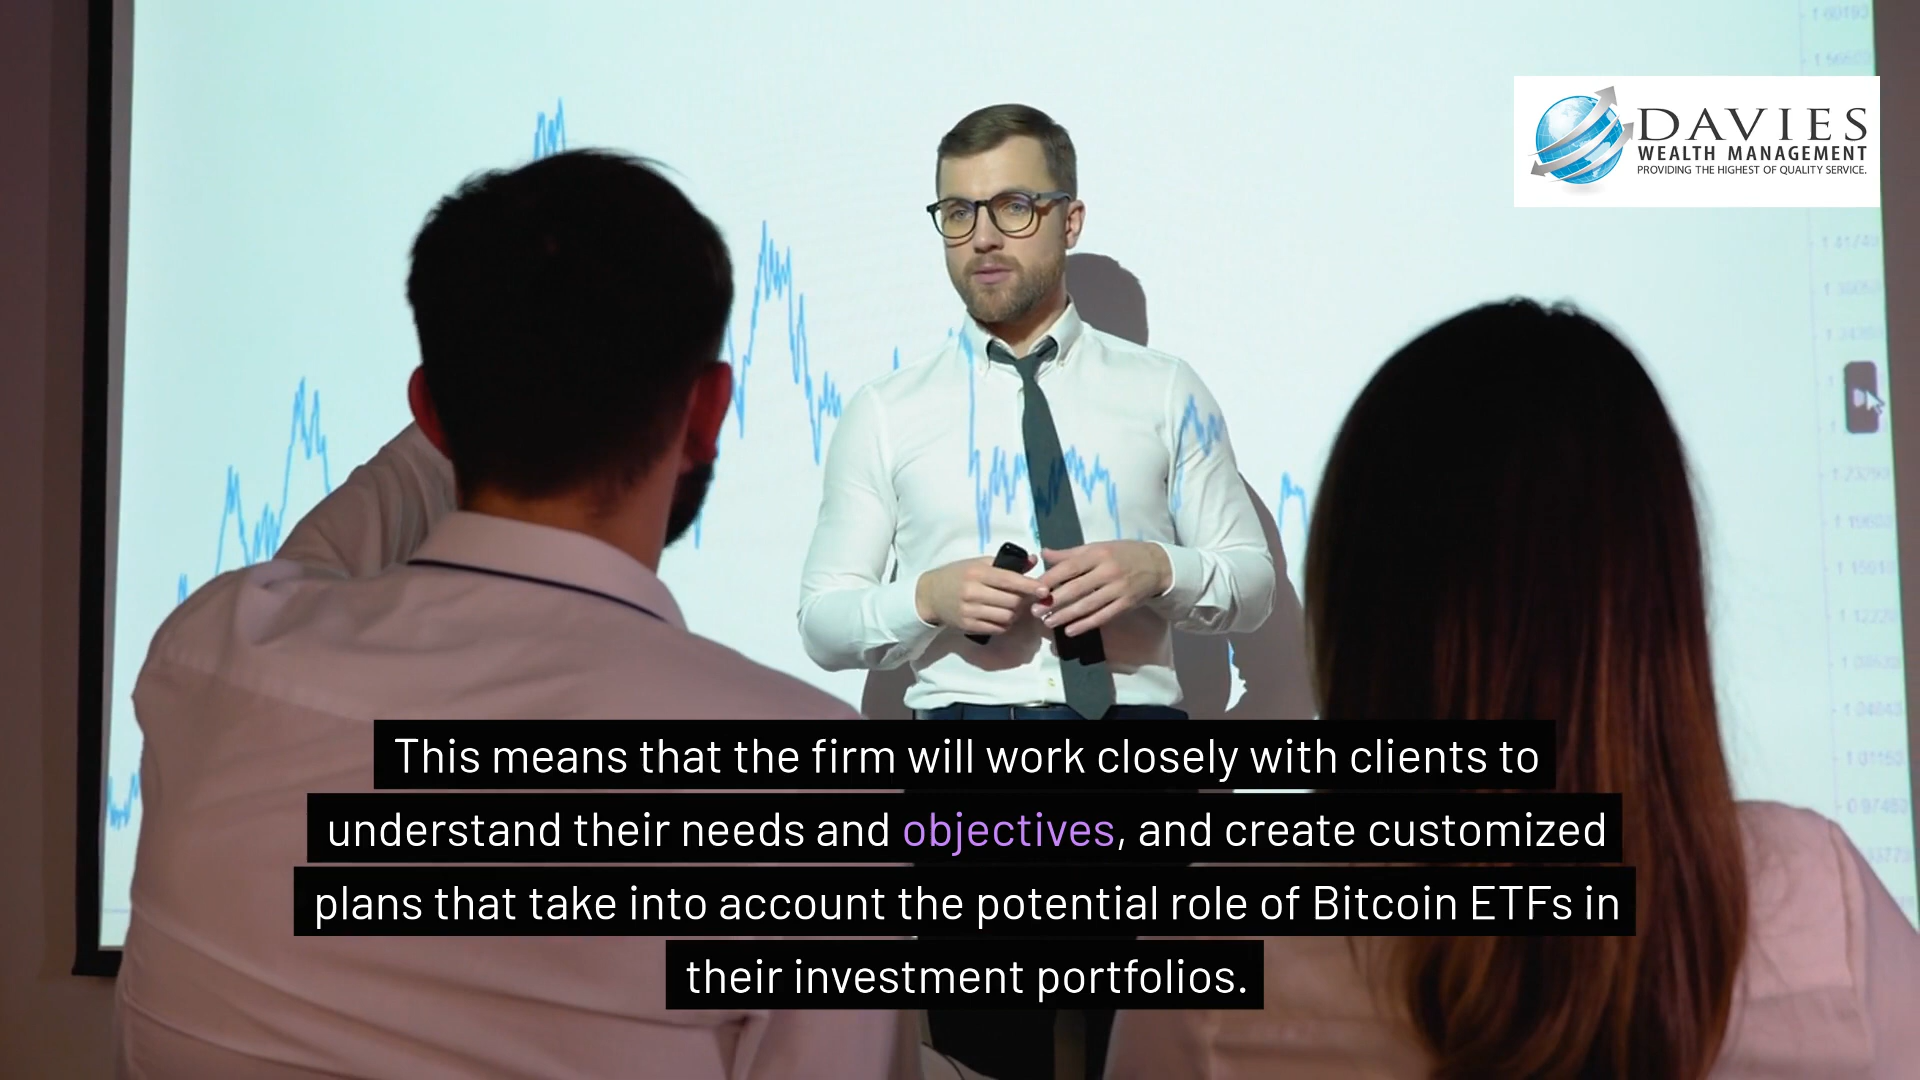 DAVIES
WEALTH MANAGEMENT
PROVIDING THE HIGHEST OF QUALITY SERVICE.
This means that the firm will work closely with clients to
understand their needs and objectives, and create customized
plans that take into account the potential role of Bitcoin ETFs in
their investment portfolios.